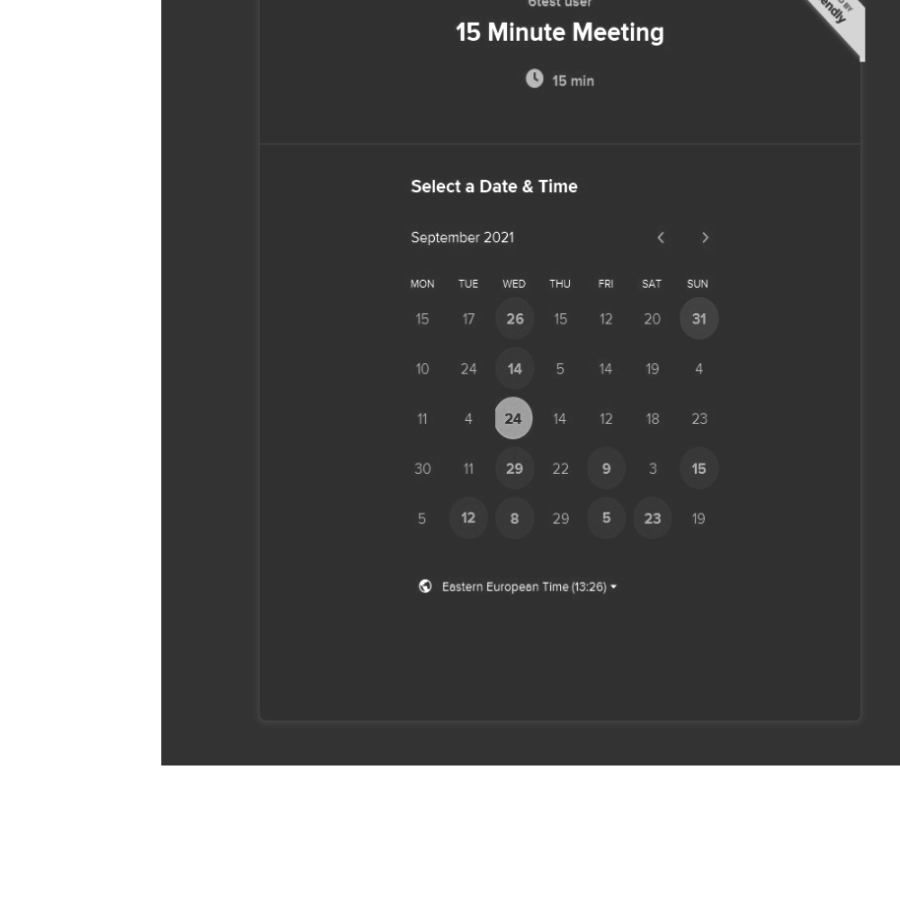 6test user
15 Minute Meeting
15 min
Select a Date & Time
September 2021
MON TUE WED THU FRI SAT SUN
15 17 26 15 12 20 31
10 24 14 5 14 19 4
11 4 24 14 12 18 23
30 11 29 22 9 3 15
5 12 8 29 5 23 19
Eastern European Time (13:26)